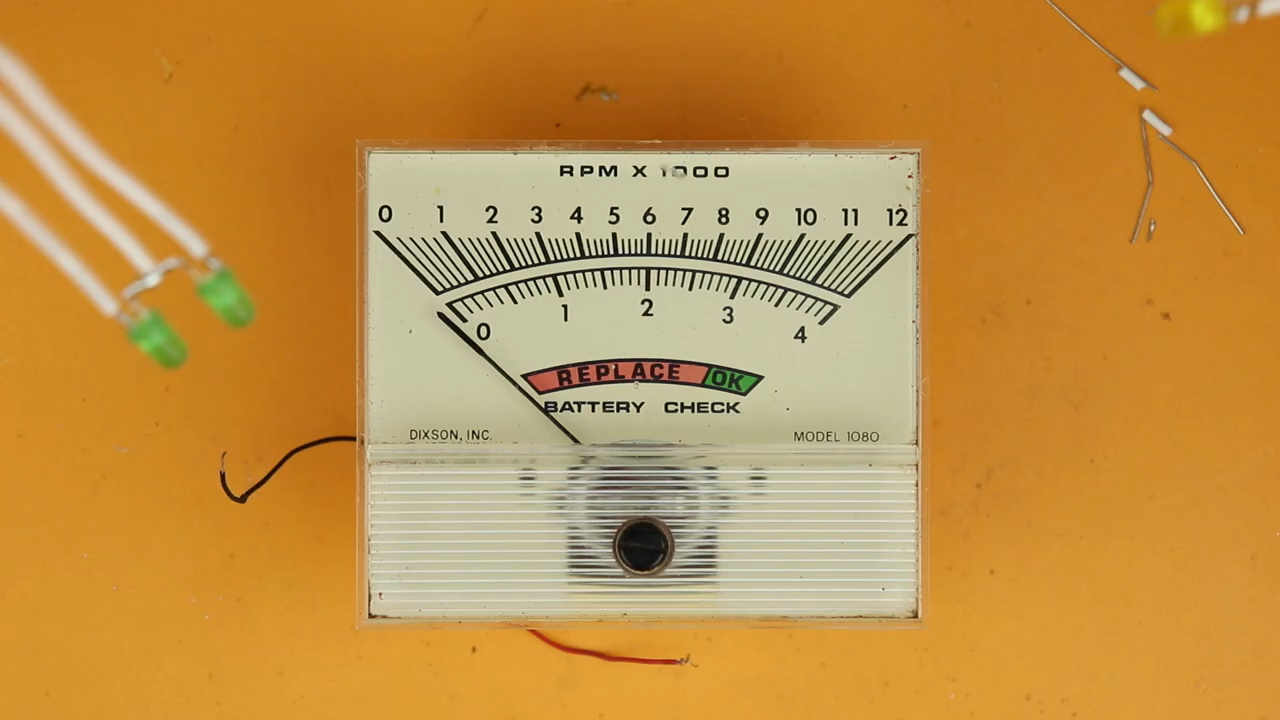 RPM X 1000
0 1 2 3 4 5 6 7 8 9 10 11 12
0 1 2 3 4
REPLACE OK
BATTERY CHECK
DIXSON, INC. MODEL 1080